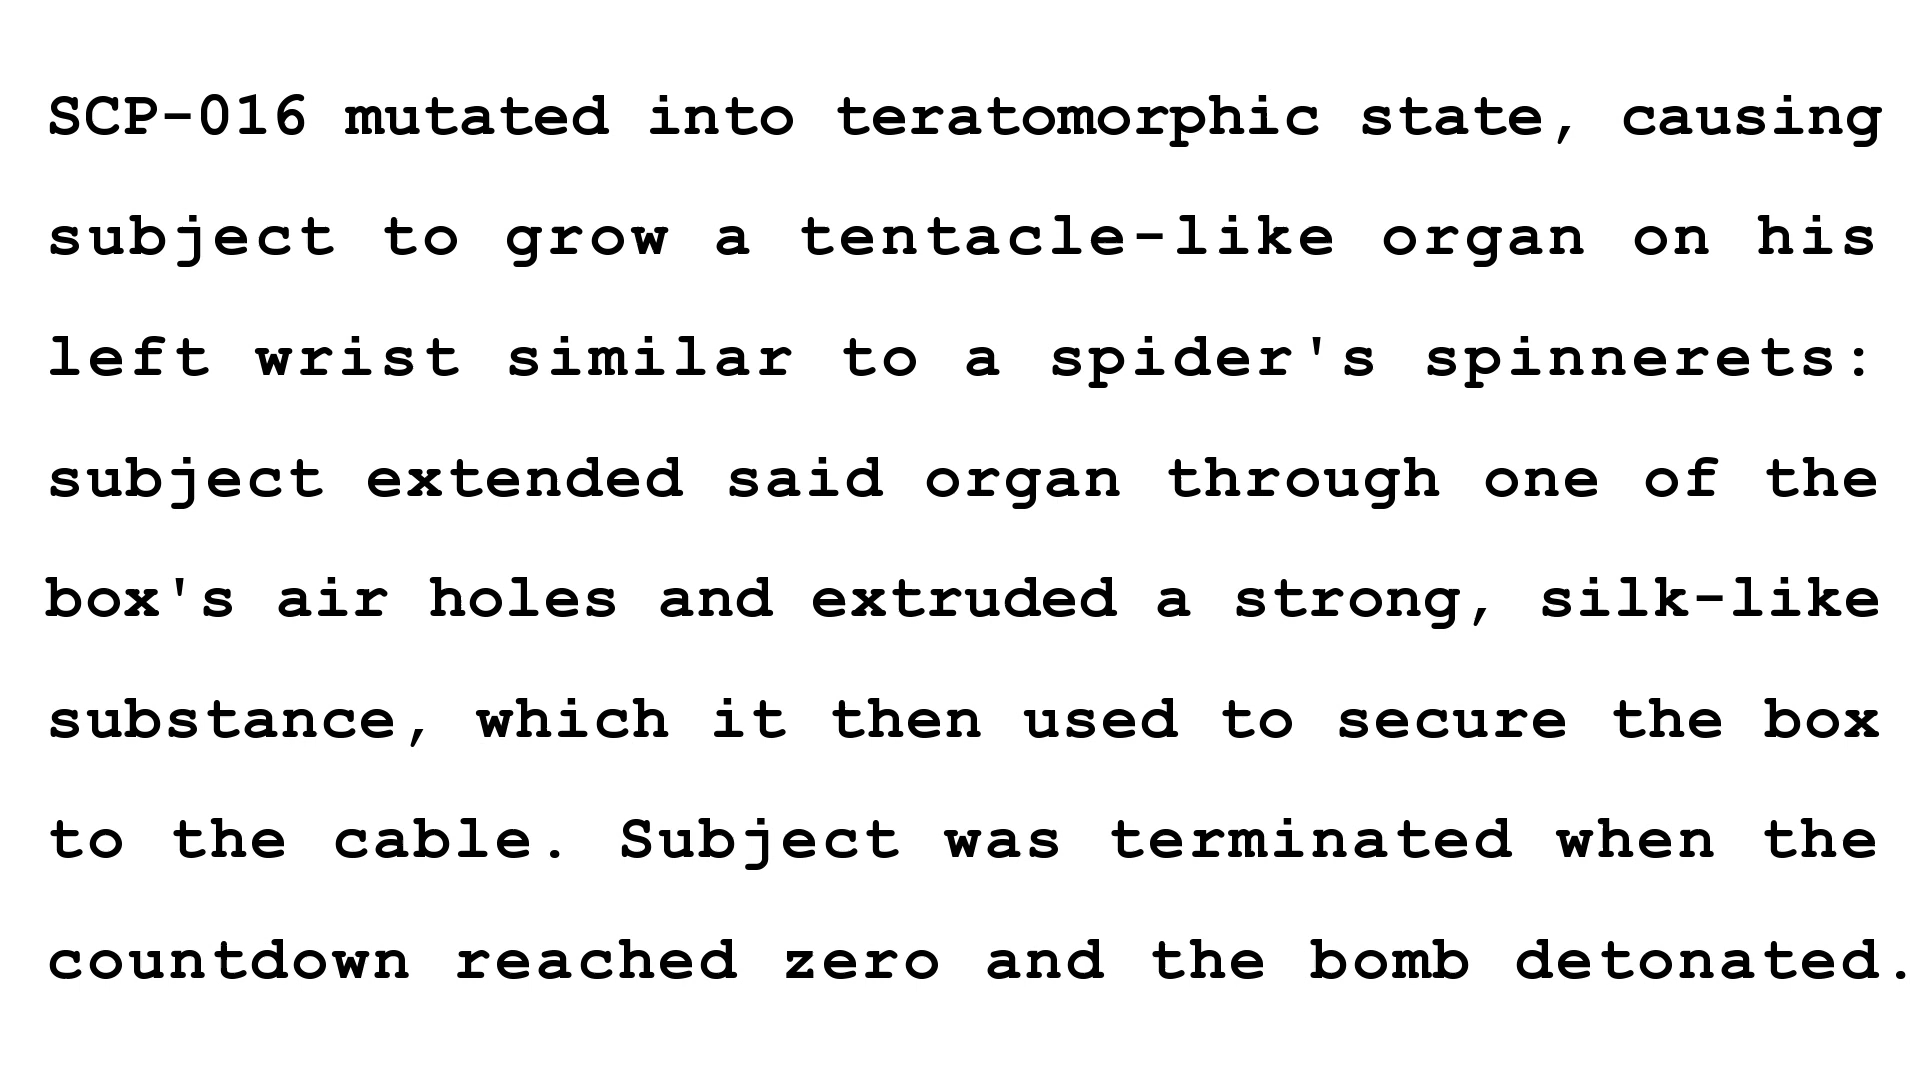 SCP-016 mutated into teratomorphic state, causing
subject to grow a tentacle-like organ on his
left wrist similar to a spider's spinnerets:
subject extended said organ through one of the
box's air holes and extruded a strong, silk-like
substance, which it then used to secure the box
to the cable. Subject was terminated when the
countdown reached zero and the bomb detonated.